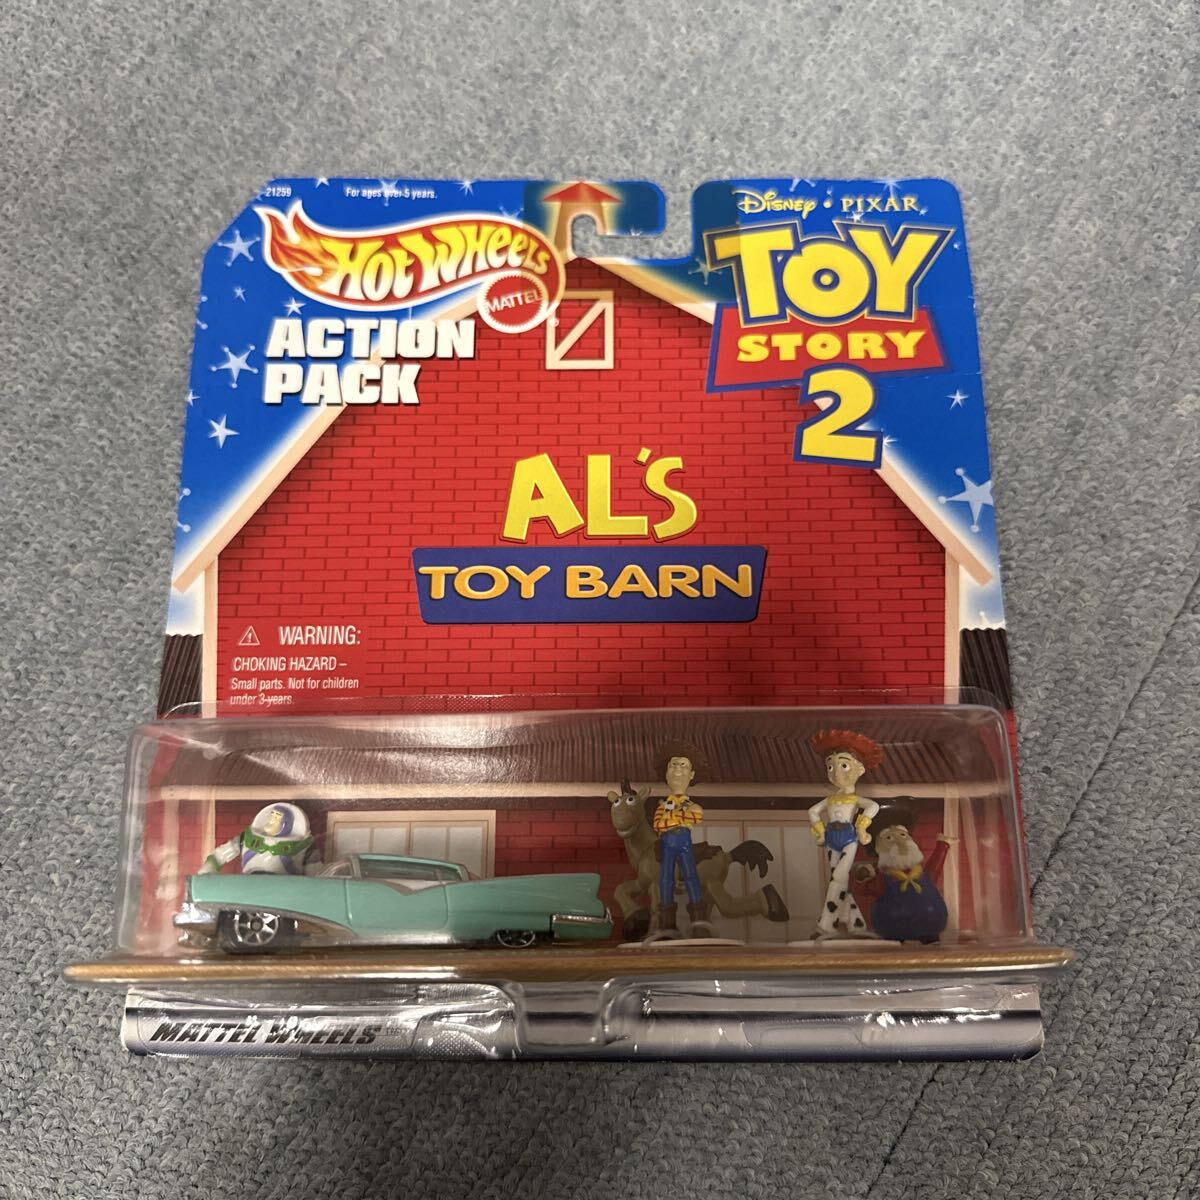 21259
For ages over 5 years.
HOT WHEELS
MATTEL
ACTION
PACK
Disney • PIXAR
TOY
STORY
2
AL'S
TOY BARN
⚠ WARNING:
CHOKING HAZARD –
Small parts. Not for children
under 3 years.
MATTEL WHEELS